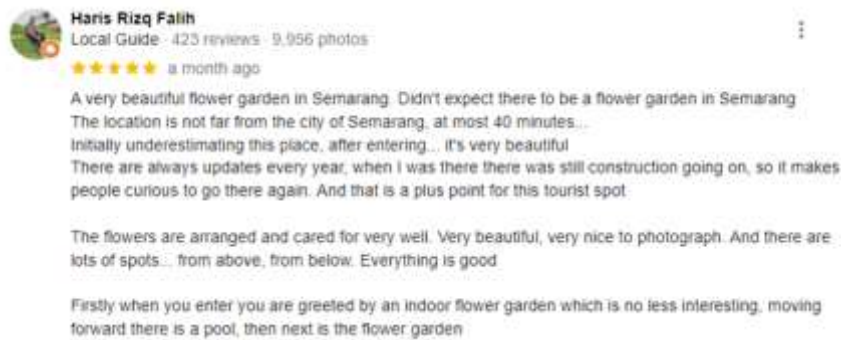 Haris Rizq Falih
Local Guide · 423 reviews · 9,956 photos
a month ago
A very beautiful flower garden in Semarang. Didn't expect there to be a flower garden in Semarang
The location is not far from the city of Semarang, at most 40 minutes...
Initially underestimating this place, after entering... it's very beautiful
There are always updates every year, when I was there there was still construction going on, so it makes
people curious to go there again. And that is a plus point for this tourist spot
The flowers are arranged and cared for very well. Very beautiful, very nice to photograph. And there are
lots of spots... from above, from below. Everything is good
Firstly when you enter you are greeted by an indoor flower garden which is no less interesting, moving
forward there is a pool, then next is the flower garden